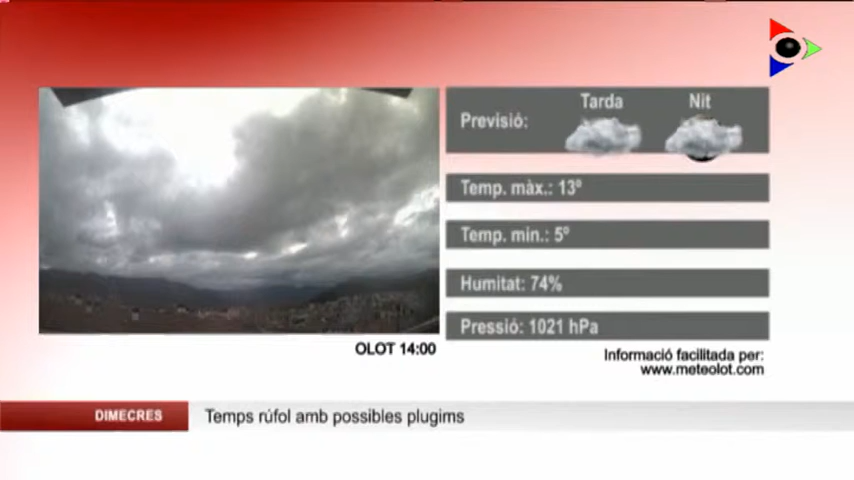 Tarda
Nit
Previsió:
Temp. màx.: 13º
Temp. min.: 5º
Humitat: 74%
Pressió: 1021 hPa
OLOT 14:00
Informació facilitada per:
www.meteolot.com
DIMECRES
Temps rúfol amb possibles plugims